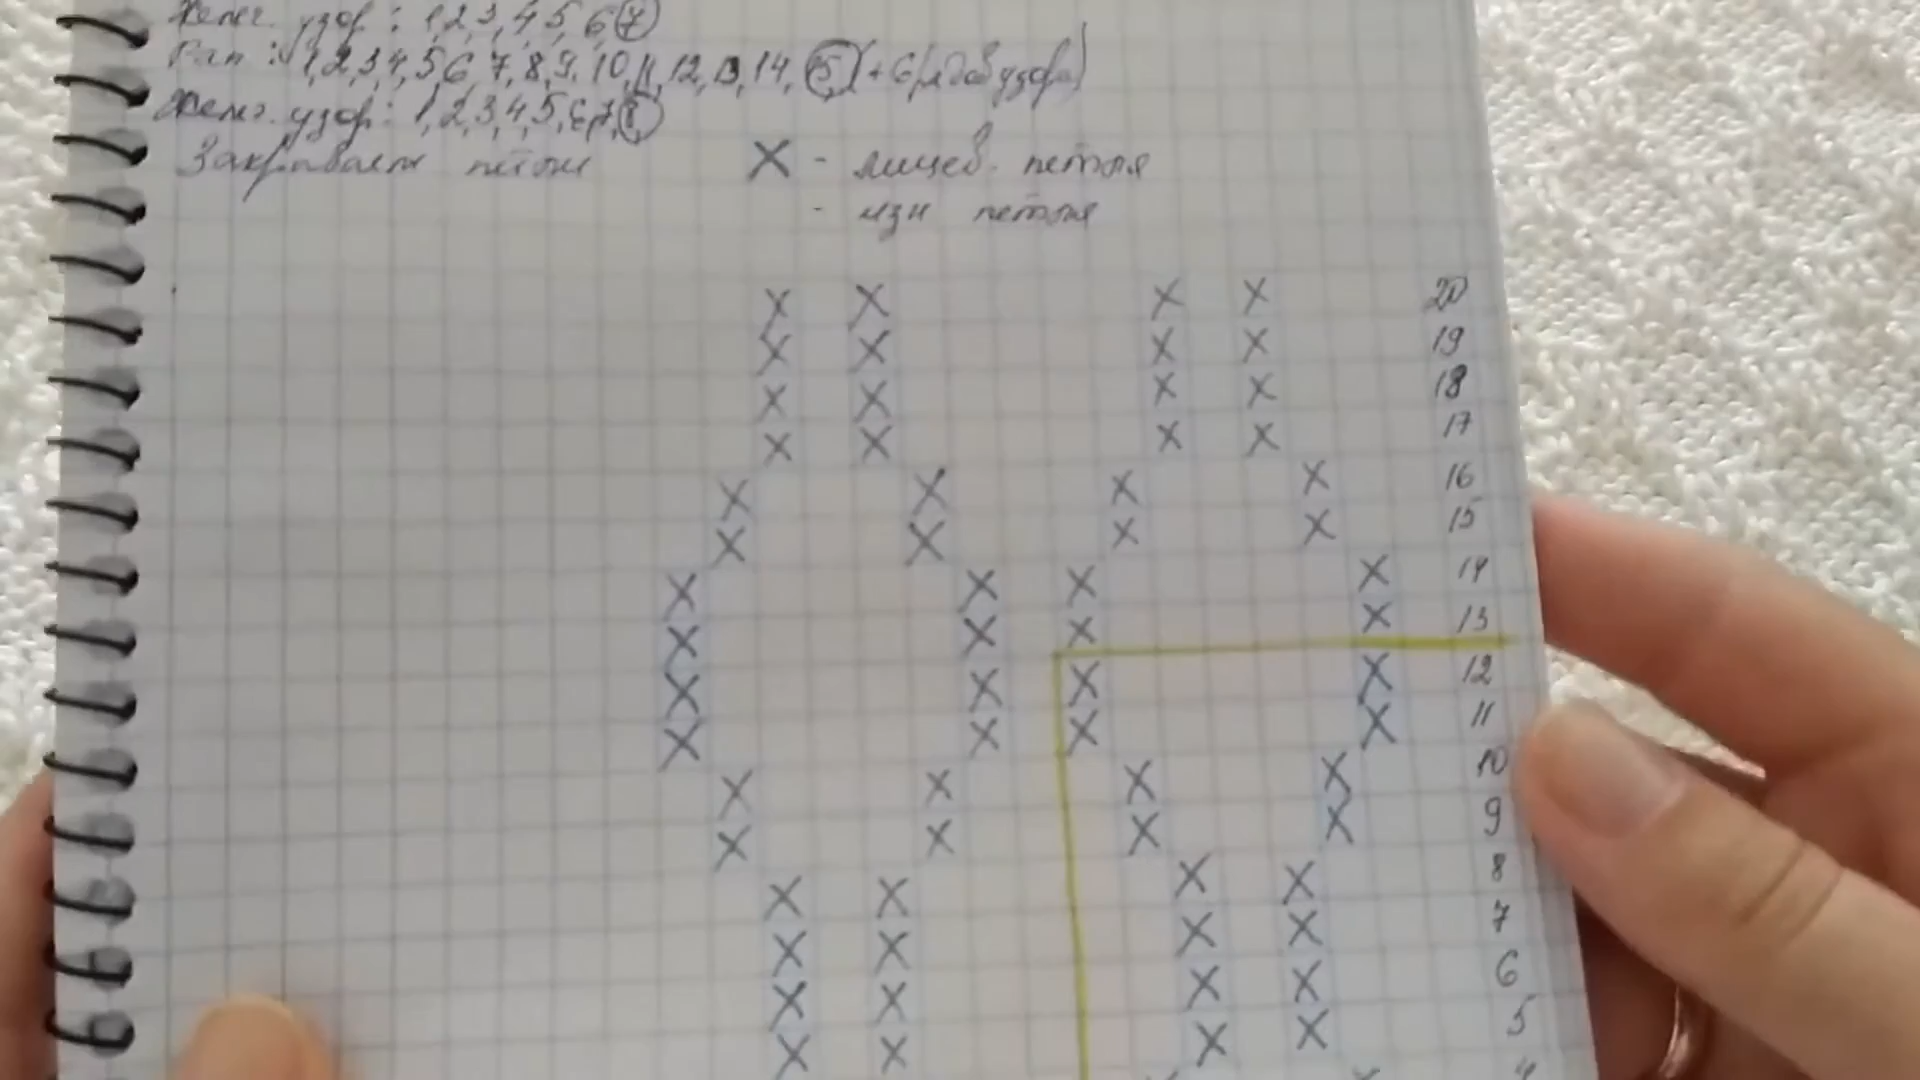 Жемч. узор: 1, 2, 3, 4, 5, 6, 7
Рап: 1, 2, 3, 4, 5, 6, 7, 8, 9, 10, 11, 12, 13, 14, 15, (+ 6 рядов узора)
Жемч. узор: 1, 2, 3, 4, 5, 6, 7, 8
Закрываем петли
X - лицев. петля
- изн петля
X X X X 20
X X X X 19
X X X X 18
X X X X 17
X X X X 16
X X X X 15
X X X X 14
X X X X 13
X X X X 12
X X X X 11
X X X X 10
X X X X 9
X X X X 8
X X X X 7
X X X X 6
X X X X 5